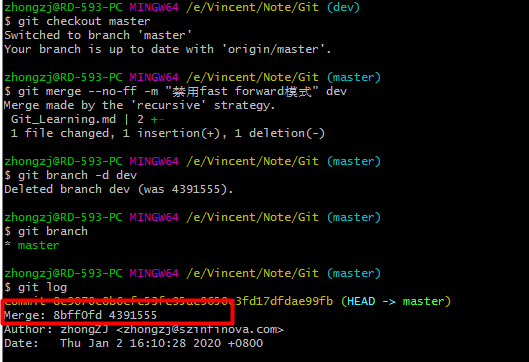 zhongzj@RD-593-PC MINGW64 /e/Vincent/Note/Git (dev)
$ git checkout master
Switched to branch 'master'
Your branch is up to date with 'origin/master'.
zhongzj@RD-593-PC MINGW64 /e/Vincent/Note/Git (master)
$ git merge --no-ff -m "禁用fast forward模式" dev
Merge made by the 'recursive' strategy.
Git_Learning.md | 2 +-
1 file changed, 1 insertion(+), 1 deletion(-)
zhongzj@RD-593-PC MINGW64 /e/Vincent/Note/Git (master)
$ git branch -d dev
Deleted branch dev (was 4391555).
zhongzj@RD-593-PC MINGW64 /e/Vincent/Note/Git (master)
$ git branch
* master
zhongzj@RD-593-PC MINGW64 /e/Vincent/Note/Git (master)
$ git log
commit (HEAD -> master)
Merge: 8bff0fd 4391555
Author: zhongzj <zhongzj@szinfinova.com>
Date: Thu Jan 2 16:10:28 2020 +0800